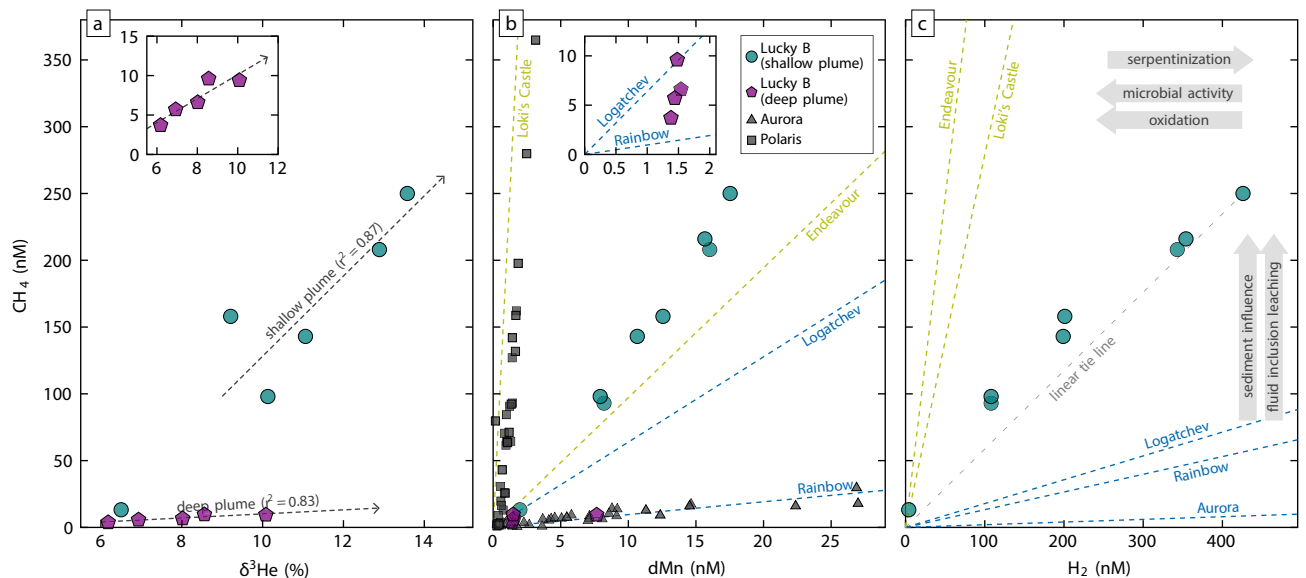 a
15
10
5
0
6
8
10
12
CH₄ (nM)
350
300
250
200
150
100
50
0
shallow plume (r² = 0.87)
deep plume (r² = 0.83)
6
8
10
12
14
δ³He (%)
b
Loki's Castle
10
5
0
0
0.5
1
1.5
2
Logatchev
Rainbow
Lucky B
(shallow plume)
Lucky B
(deep plume)
Aurora
Polaris
Endeavour
Logatchev
Rainbow
0
5
10
15
20
25
dMn (nM)
c
Endeavour
Loki's Castle
serpentinization
microbial activity
oxidation
linear tie line
sediment influence
fluid inclusion leaching
Logatchev
Rainbow
Aurora
0
100
200
300
400
H₂ (nM)